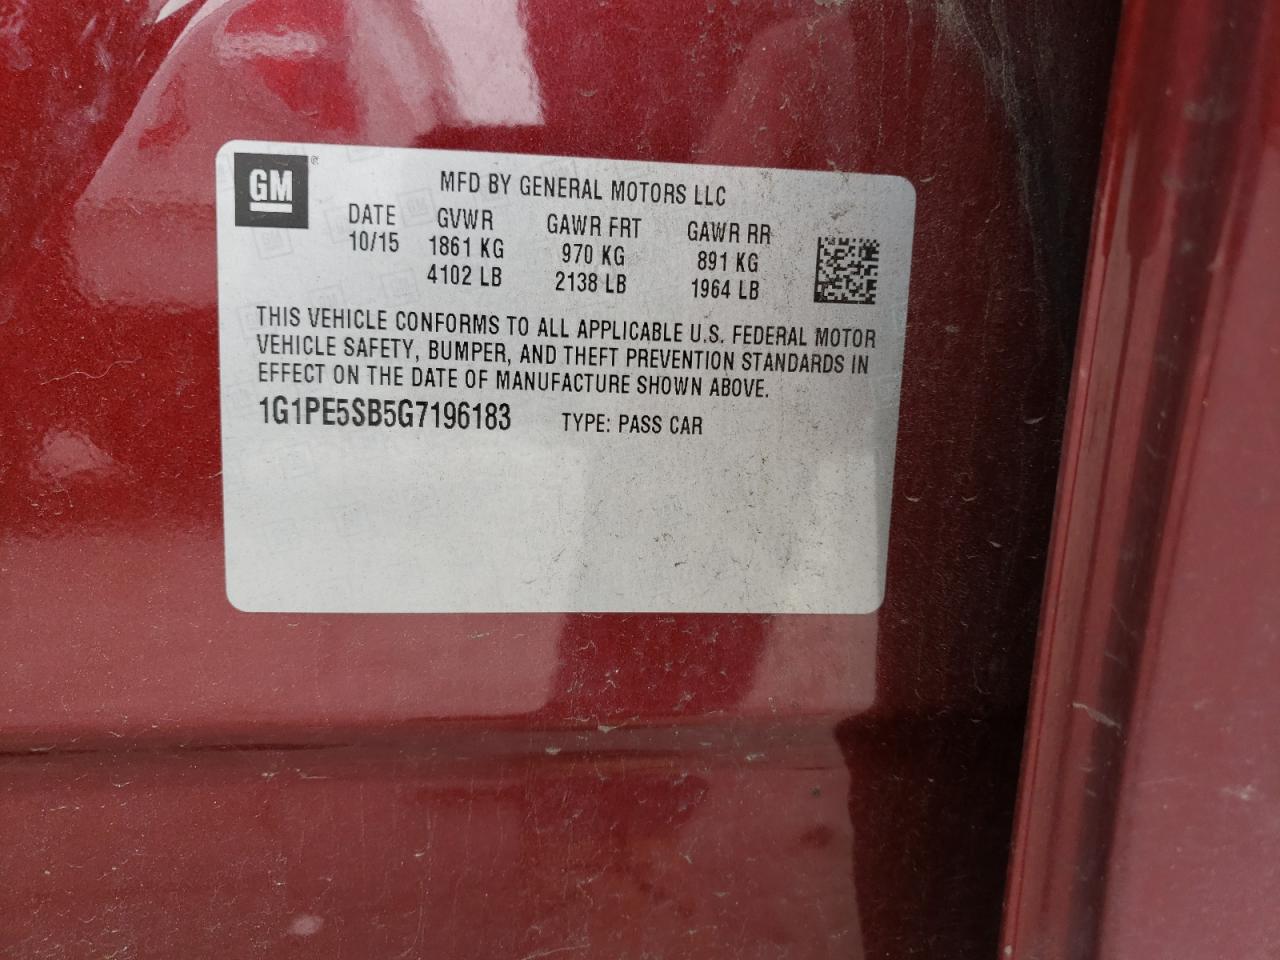 GM ®
MFD BY GENERAL MOTORS LLC
DATE GVWR GAWR FRT GAWR RR
10/15 1861 KG 970 KG 891 KG
4102 LB 2138 LB 1964 LB
THIS VEHICLE CONFORMS TO ALL APPLICABLE U.S. FEDERAL MOTOR
VEHICLE SAFETY, BUMPER, AND THEFT PREVENTION STANDARDS IN
EFFECT ON THE DATE OF MANUFACTURE SHOWN ABOVE.
1G1PE5SB5G7196183 TYPE: PASS CAR